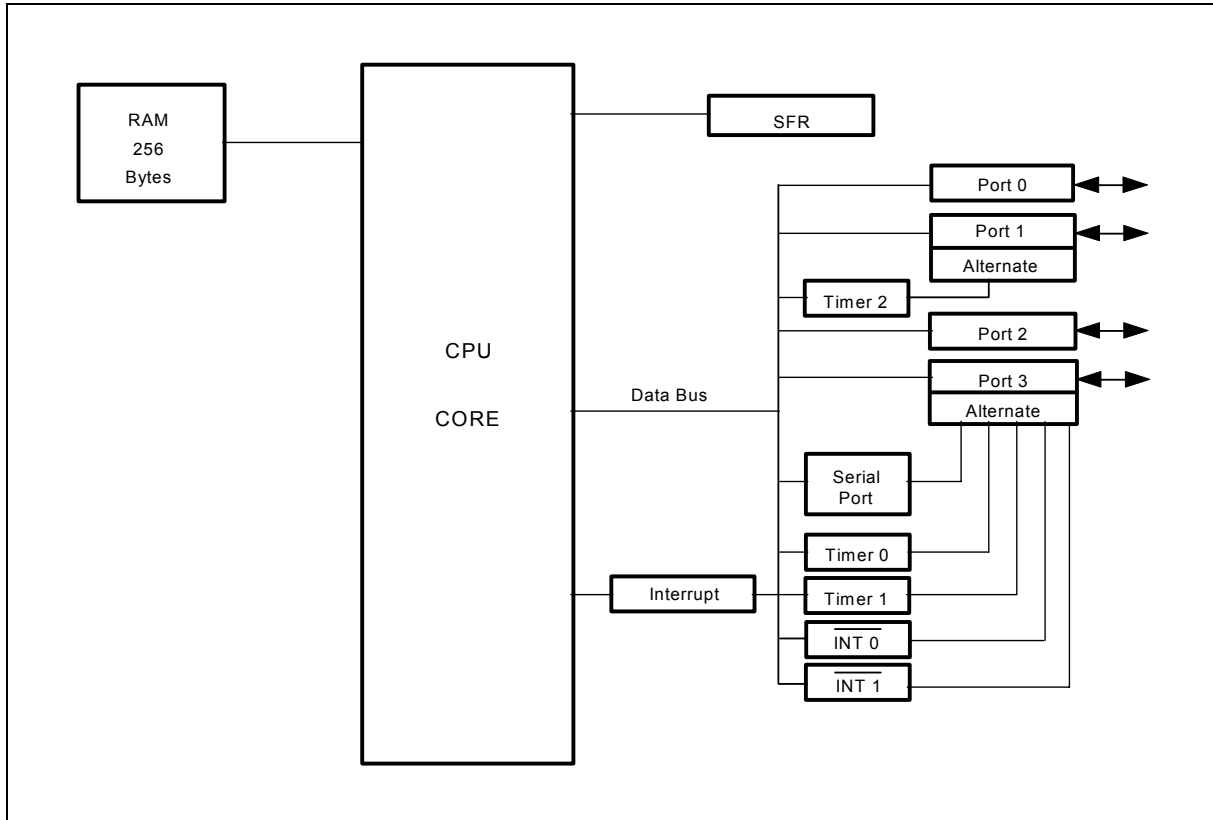 RAM
256
Bytes
CPU
CORE
SFR
Data Bus
Interrupt
Port 0
Port 1
Alternate
Timer 2
Port 2
Port 3
Alternate
Serial
Port
Timer 0
Timer 1
INT 0
INT 1